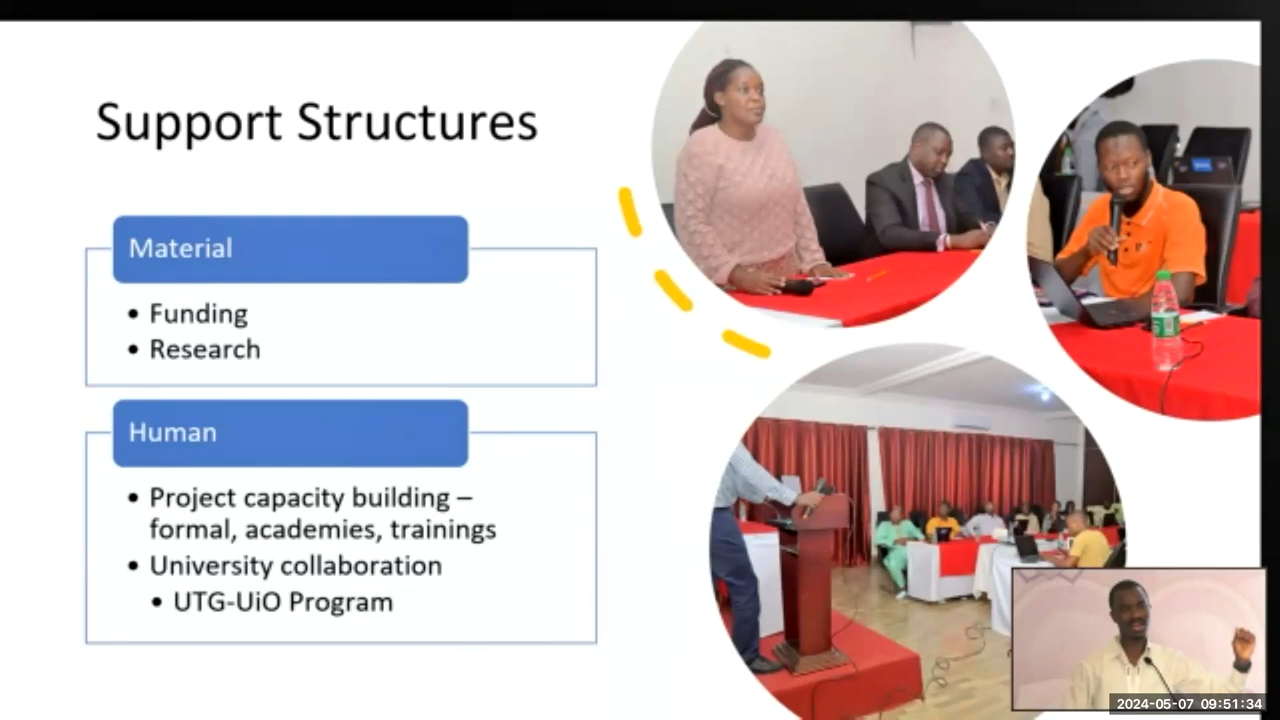 Support Structures
Material
• Funding
• Research
Human
• Project capacity building –
formal, academies, trainings
• University collaboration
• UTG-UiO Program
2024-05-07 09:51:34